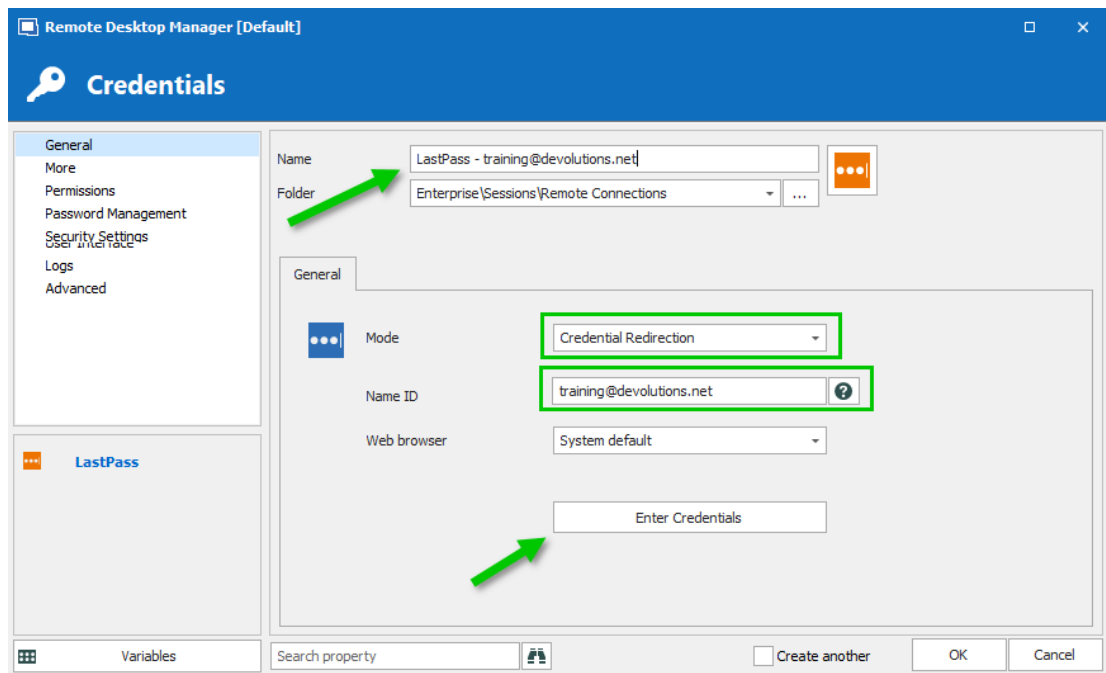 Remote Desktop Manager [Default]
Credentials
General
More
Permissions
Password Management
Security Settings
User Interface
Logs
Advanced
LastPass
Variables
Name
LastPass - training@devolutions.net
Folder
Enterprise\Sessions\Remote Connections
...
General
Mode
Credential Redirection
Name ID
training@devolutions.net
?
Web browser
System default
Enter Credentials
Search property
Create another
OK
Cancel